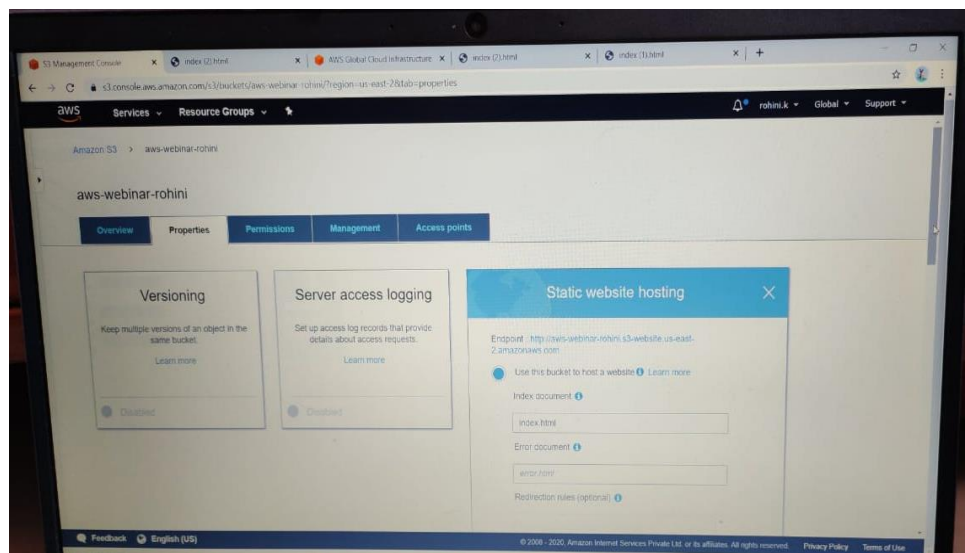 S3 Management Console
index (2).html
AWS Global Cloud Infrastructure
index (2).html
index (1).html
s3.console.aws.amazon.com/s3/buckets/aws-webinar-rohini/?region=us-east-2&tab=properties
aws Services Resource Groups rohini.k Global Support
Amazon S3 > aws-webinar-rohini
aws-webinar-rohini
Overview Properties Permissions Management Access points
Versioning
Keep multiple versions of an object in the
same bucket.
Learn more
Disabled
Server access logging
Set up access log records that provide
details about access requests.
Learn more
Disabled
Static website hosting
Endpoint : http://aws-webinar-rohini.s3-website.us-east-
2.amazonaws.com
Use this bucket to host a website Learn more
Index document
index.html
Error document
error.html
Redirection rules (optional)
Feedback English (US) © 2008 - 2020, Amazon Internet Services Private Ltd. or its affiliates. All rights reserved. Privacy Policy Terms of Use